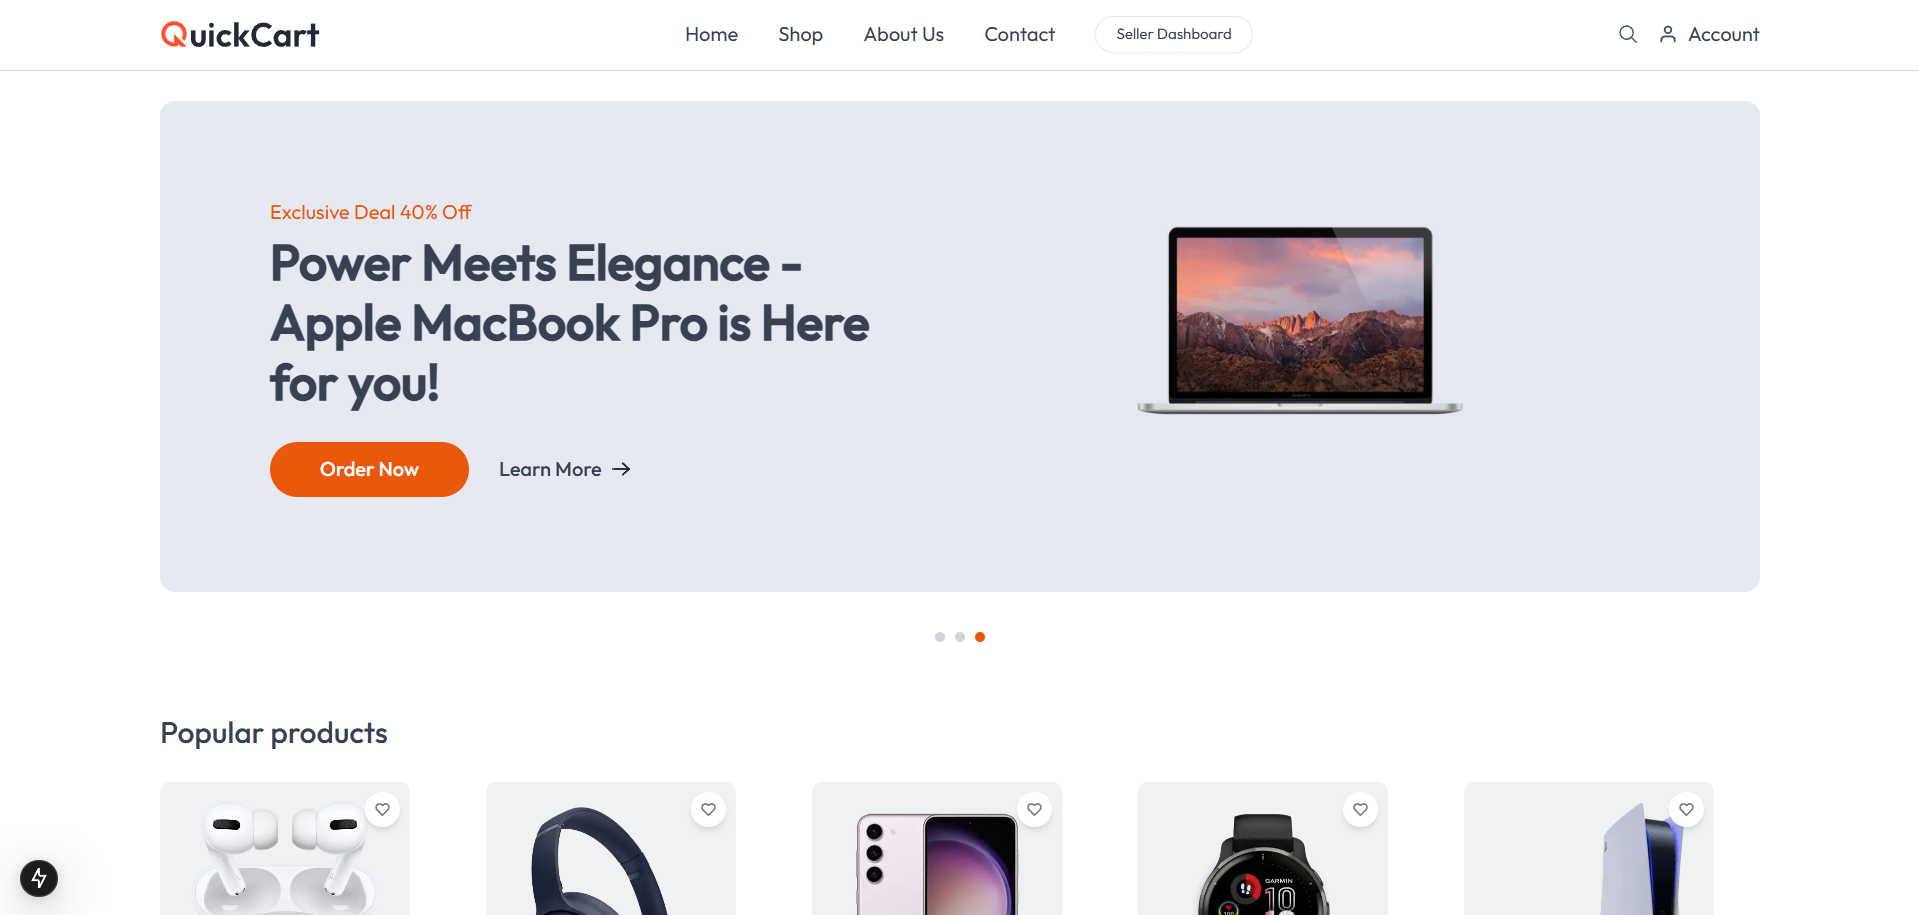 QuickCart
Home
Shop
About Us
Contact
Seller Dashboard
Account
Exclusive Deal 40% Off
Power Meets Elegance -
Apple MacBook Pro is Here
for you!
Order Now
Learn More
Popular products
GARMIN
10
100